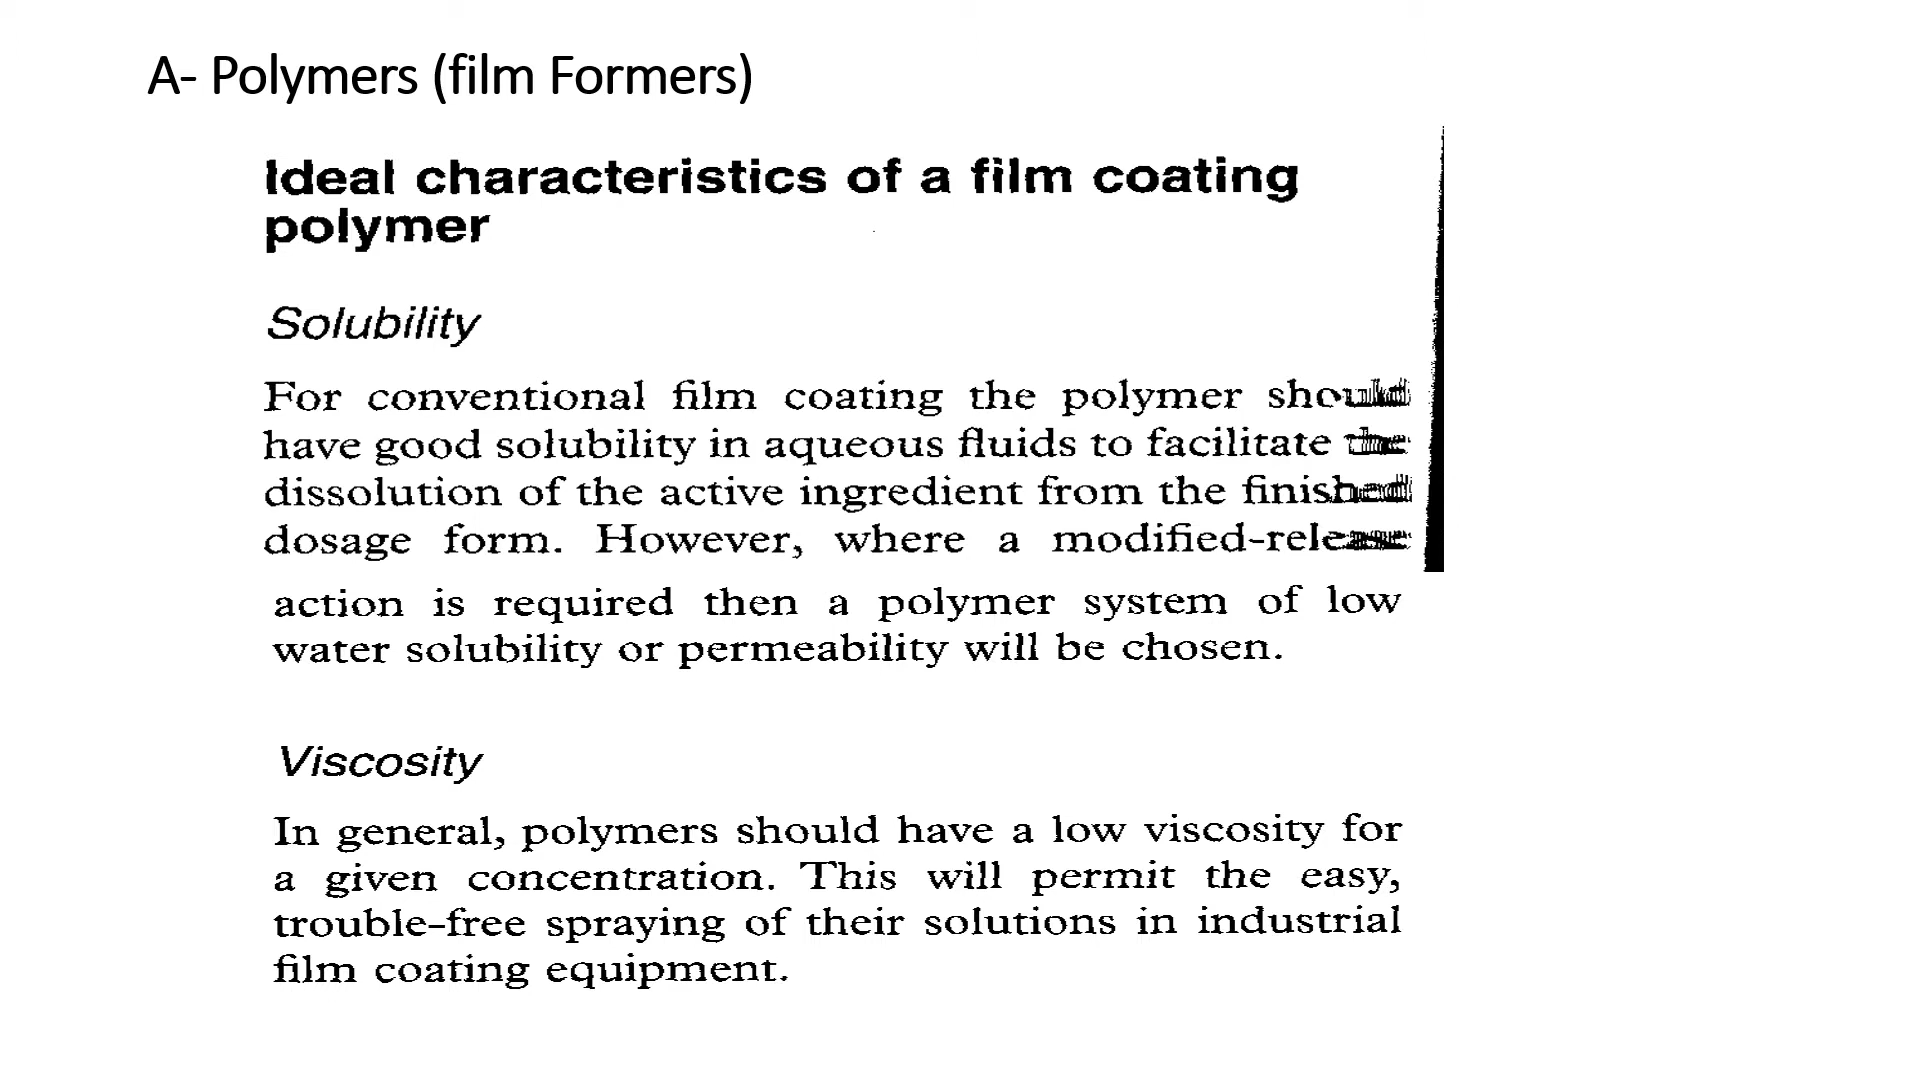 A- Polymers (film Formers)
Ideal characteristics of a film coating
polymer
Solubility
For conventional film coating the polymer should
have good solubility in aqueous fluids to facilitate the
dissolution of the active ingredient from the finished
dosage form. However, where a modified-release
action is required then a polymer system of low
water solubility or permeability will be chosen.
Viscosity
In general, polymers should have a low viscosity for
a given concentration. This will permit the easy,
trouble-free spraying of their solutions in industrial
film coating equipment.